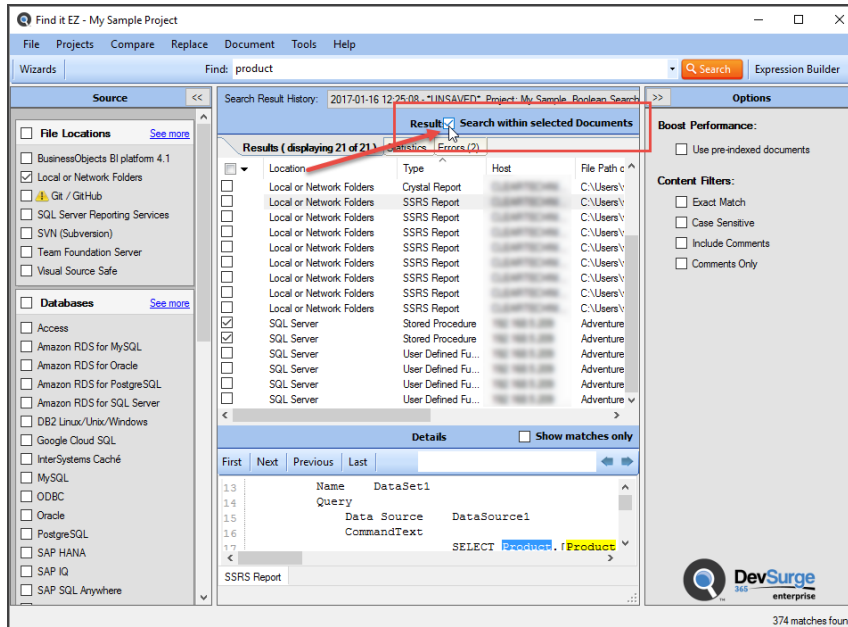 Find it EZ - My Sample Project
File Projects Compare Replace Document Tools Help
Wizards Find: product Search Expression Builder
Source <<
File Locations See more
BusinessObjects BI platform 4.1
Local or Network Folders
Git / GitHub
SQL Server Reporting Services
SVN (Subversion)
Team Foundation Server
Visual Source Safe
Databases See more
Access
Amazon RDS for MySQL
Amazon RDS for Oracle
Amazon RDS for PostgreSQL
Amazon RDS for SQL Server
DB2 Linux/Unix/Windows
Google Cloud SQL
InterSystems Caché
MySQL
ODBC
Oracle
PostgreSQL
SAP HANA
SAP IQ
SAP SQL Anywhere
Search Result History: 2017-01-16 12:25:08 - *UNSAVED* Project: My Sample Boolean Search
Result Search within selected Documents
Results ( displaying 21 of 21 ) Statistics Errors (2)
Location Type Host File Path o
Local or Network Folders Crystal Report C:\Users\
Local or Network Folders SSRS Report C:\Users\
Local or Network Folders SSRS Report C:\Users\
Local or Network Folders SSRS Report C:\Users\
Local or Network Folders SSRS Report C:\Users\
Local or Network Folders SSRS Report C:\Users\
Local or Network Folders SSRS Report C:\Users\
Local or Network Folders SSRS Report C:\Users\
Local or Network Folders SSRS Report C:\Users\
SQL Server Stored Procedure Adventure
SQL Server Stored Procedure Adventure
SQL Server User Defined Fu... Adventure
SQL Server User Defined Fu... Adventure
SQL Server User Defined Fu... Adventure
SQL Server User Defined Fu... Adventure
Details Show matches only
First Next Previous Last
13 Name DataSet1
14 Query
15 Data Source DataSource1
16 CommandText
17 SELECT Product.[Product
SSRS Report
>> Options
Boost Performance:
Use pre-indexed documents
Content Filters:
Exact Match
Case Sensitive
Include Comments
Comments Only
DevSurge
365 enterprise
374 matches foun